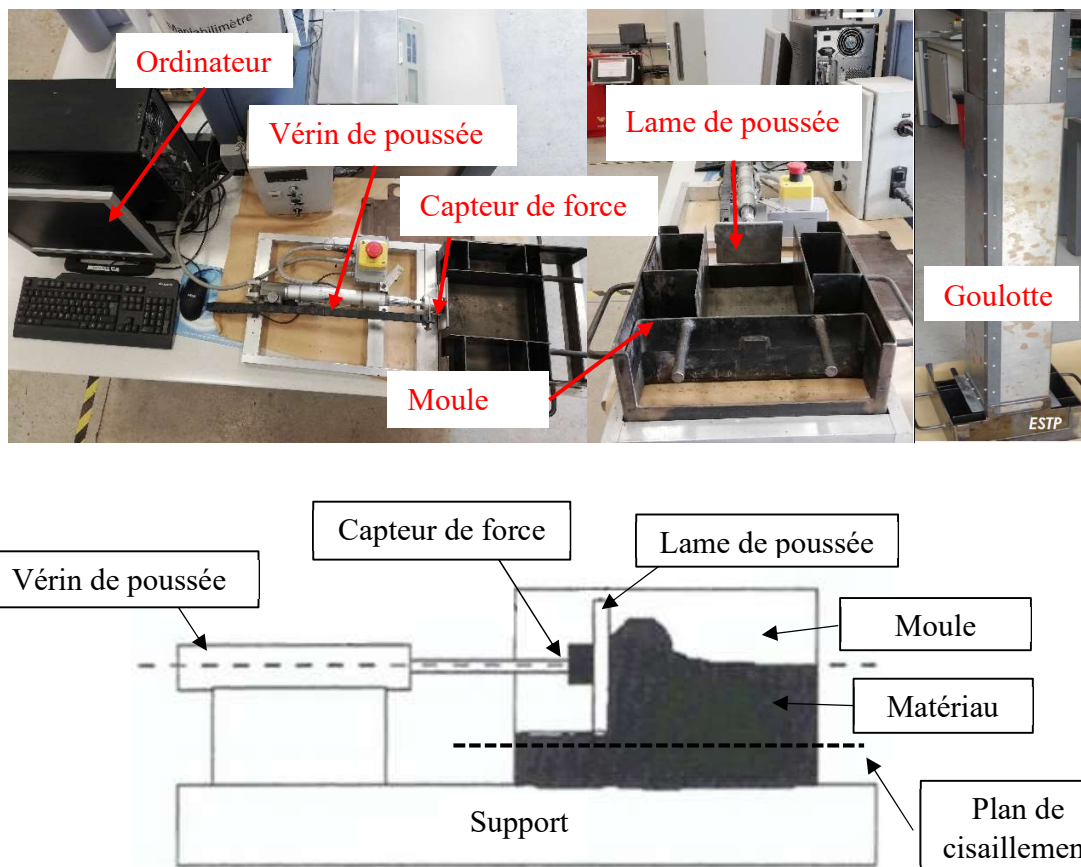 Maniabilimètre
Ordinateur
Vérin de poussée
Capteur de force
Moule
Lame de poussée
Goulotte
ESTP
Capteur de force
Lame de poussée
Vérin de poussée
Moule
Matériau
Support
Plan de
cisaillemen